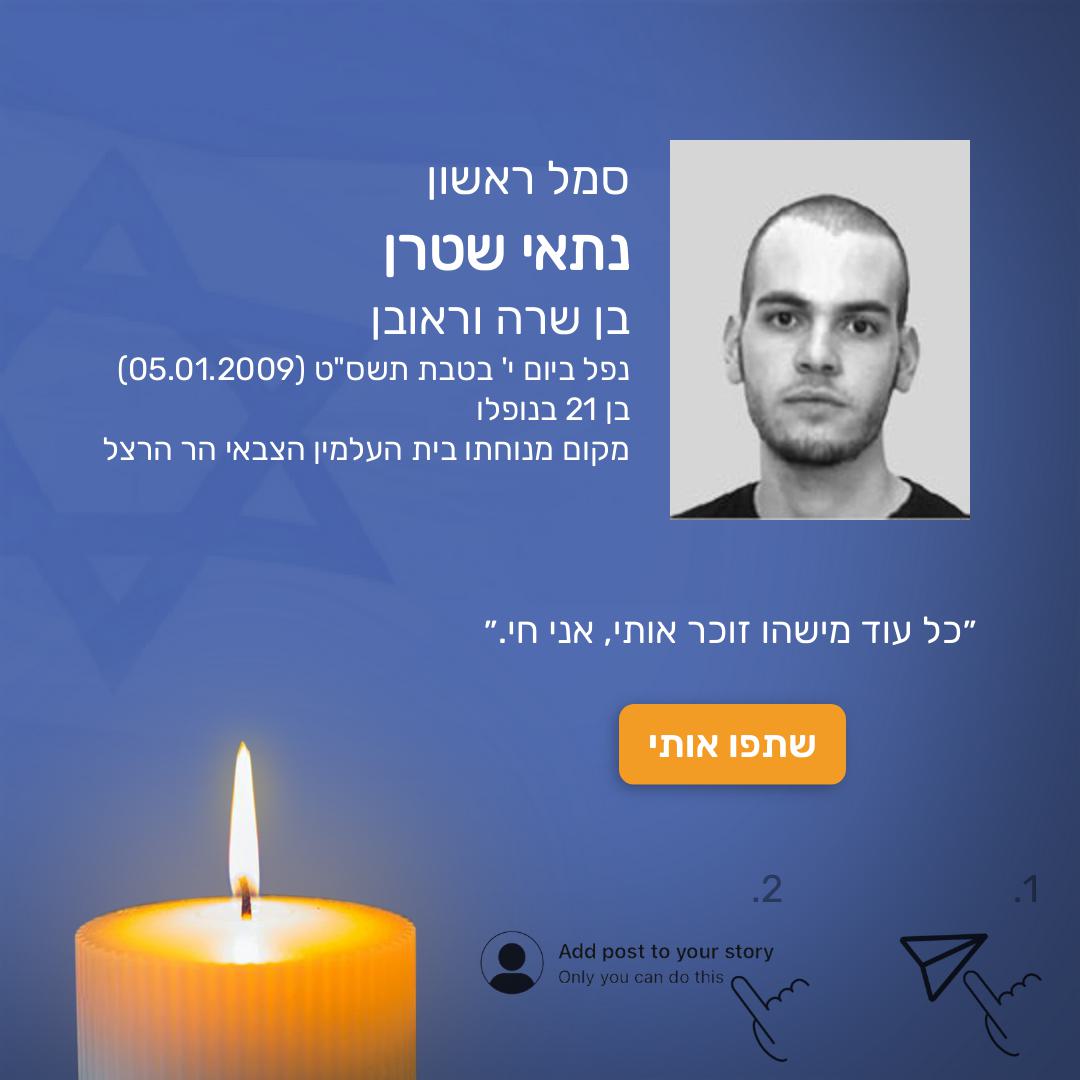 סמל ראשון
נתאי שטרן
בן שרה וראובן
נפל ביום י' בטבת תשס"ט (05.01.2009)
בן 21 בנופלו
מקום מנוחתו בית העלמין הצבאי הר הרצל
״כל עוד מישהו זוכר אותי, אני חי.״
שתפו אותי
.1
.2
Add post to your story
Only you can do this